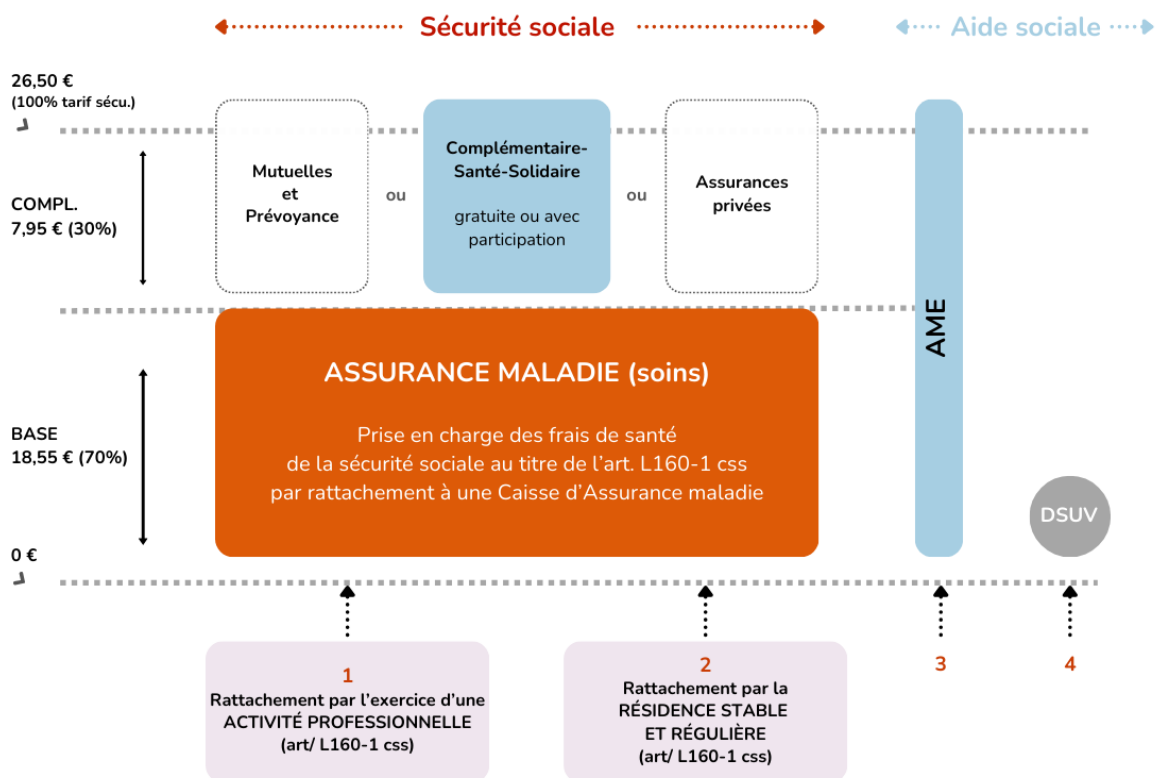 Sécurité sociale
Aide sociale
26,50 €
(100% tarif sécu.)
Mutuelles
et
Prévoyance
ou
Complémentaire-
Santé-Solidaire
gratuite ou avec
participation
ou
Assurances
privées
COMPL.
7,95 € (30%)
AME
ASSURANCE MALADIE (soins)
Prise en charge des frais de santé
de la sécurité sociale au titre de l'art. L160-1 css
par rattachement à une Caisse d'Assurance maladie
BASE
18,55 € (70%)
DSUV
0 €
1
Rattachement par l'exercice d'une
ACTIVITÉ PROFESSIONNELLE
(art/ L160-1 css)
2
Rattachement par la
RÉSIDENCE STABLE
ET RÉGULIÈRE
(art/ L160-1 css)
3
4